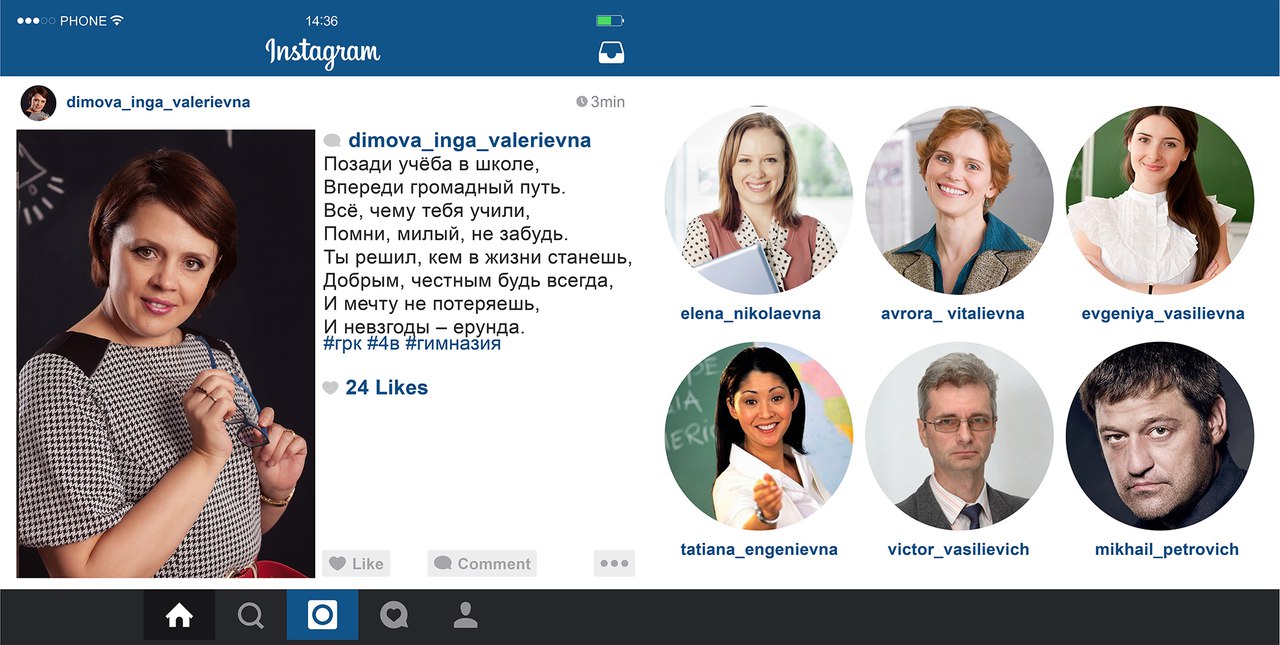 PHONE
14:36
Instagram
dimova_inga_valerievna
3min
dimova_inga_valerievna
Позади учёба в школе,
Впереди громадный путь.
Всё, чему тебя учили,
Помни, милый, не забудь.
Ты решил, кем в жизни станешь,
Добрым, честным будь всегда,
И мечту не потеряешь,
И невзгоды – ерунда.
#грк #4в #гимназия
24 Likes
Like
Comment
elena_nikolaevna
avrora_ vitalievna
evgeniya_vasilievna
tatiana_engenievna
victor_vasilievich
mikhail_petrovich